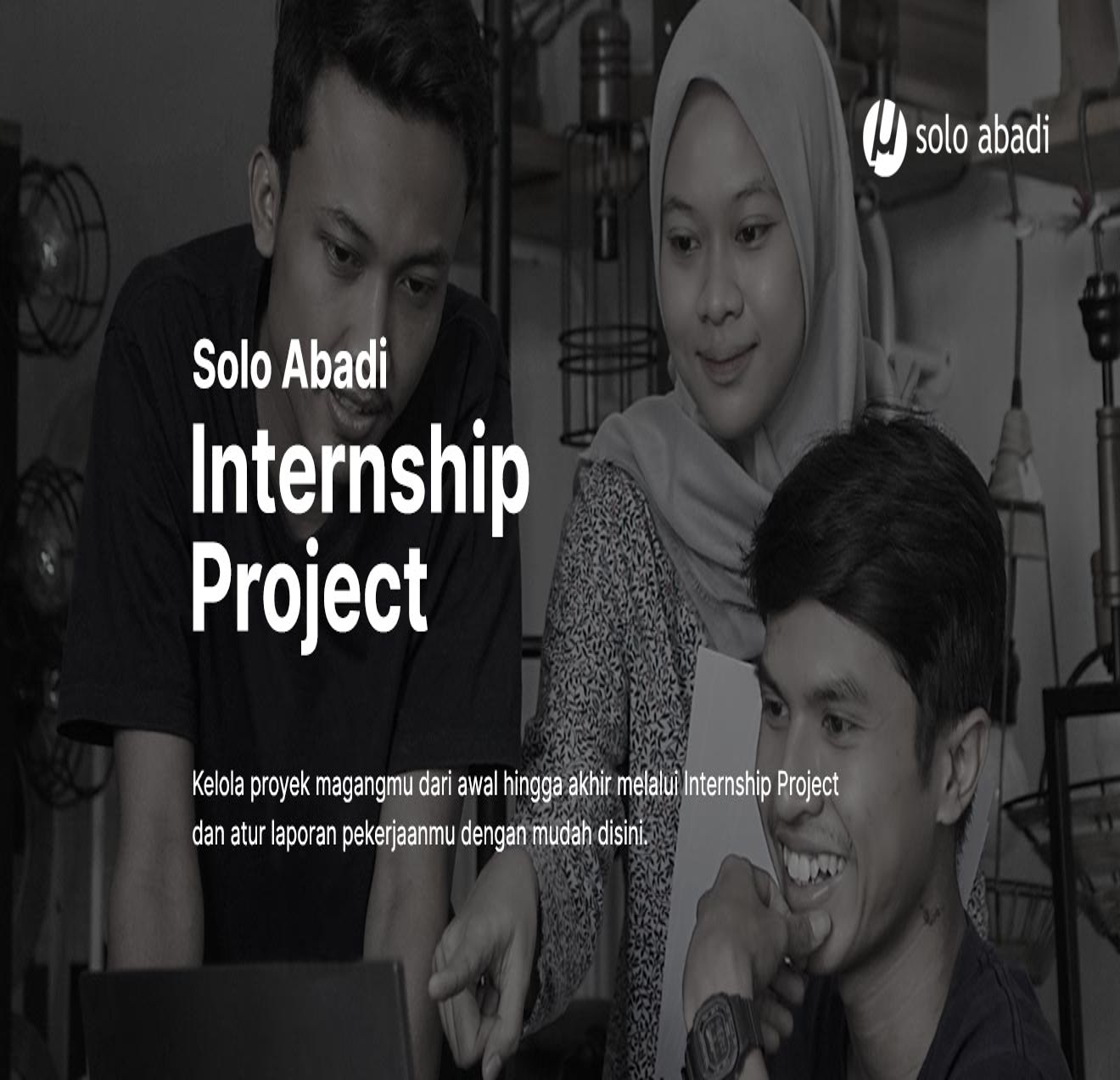 solo abadi
Solo Abadi
Internship
Project
Kelola proyek magangmu dari awal hingga akhir melalui Internship Project
dan atur laporan pekerjaanmu dengan mudah disini.